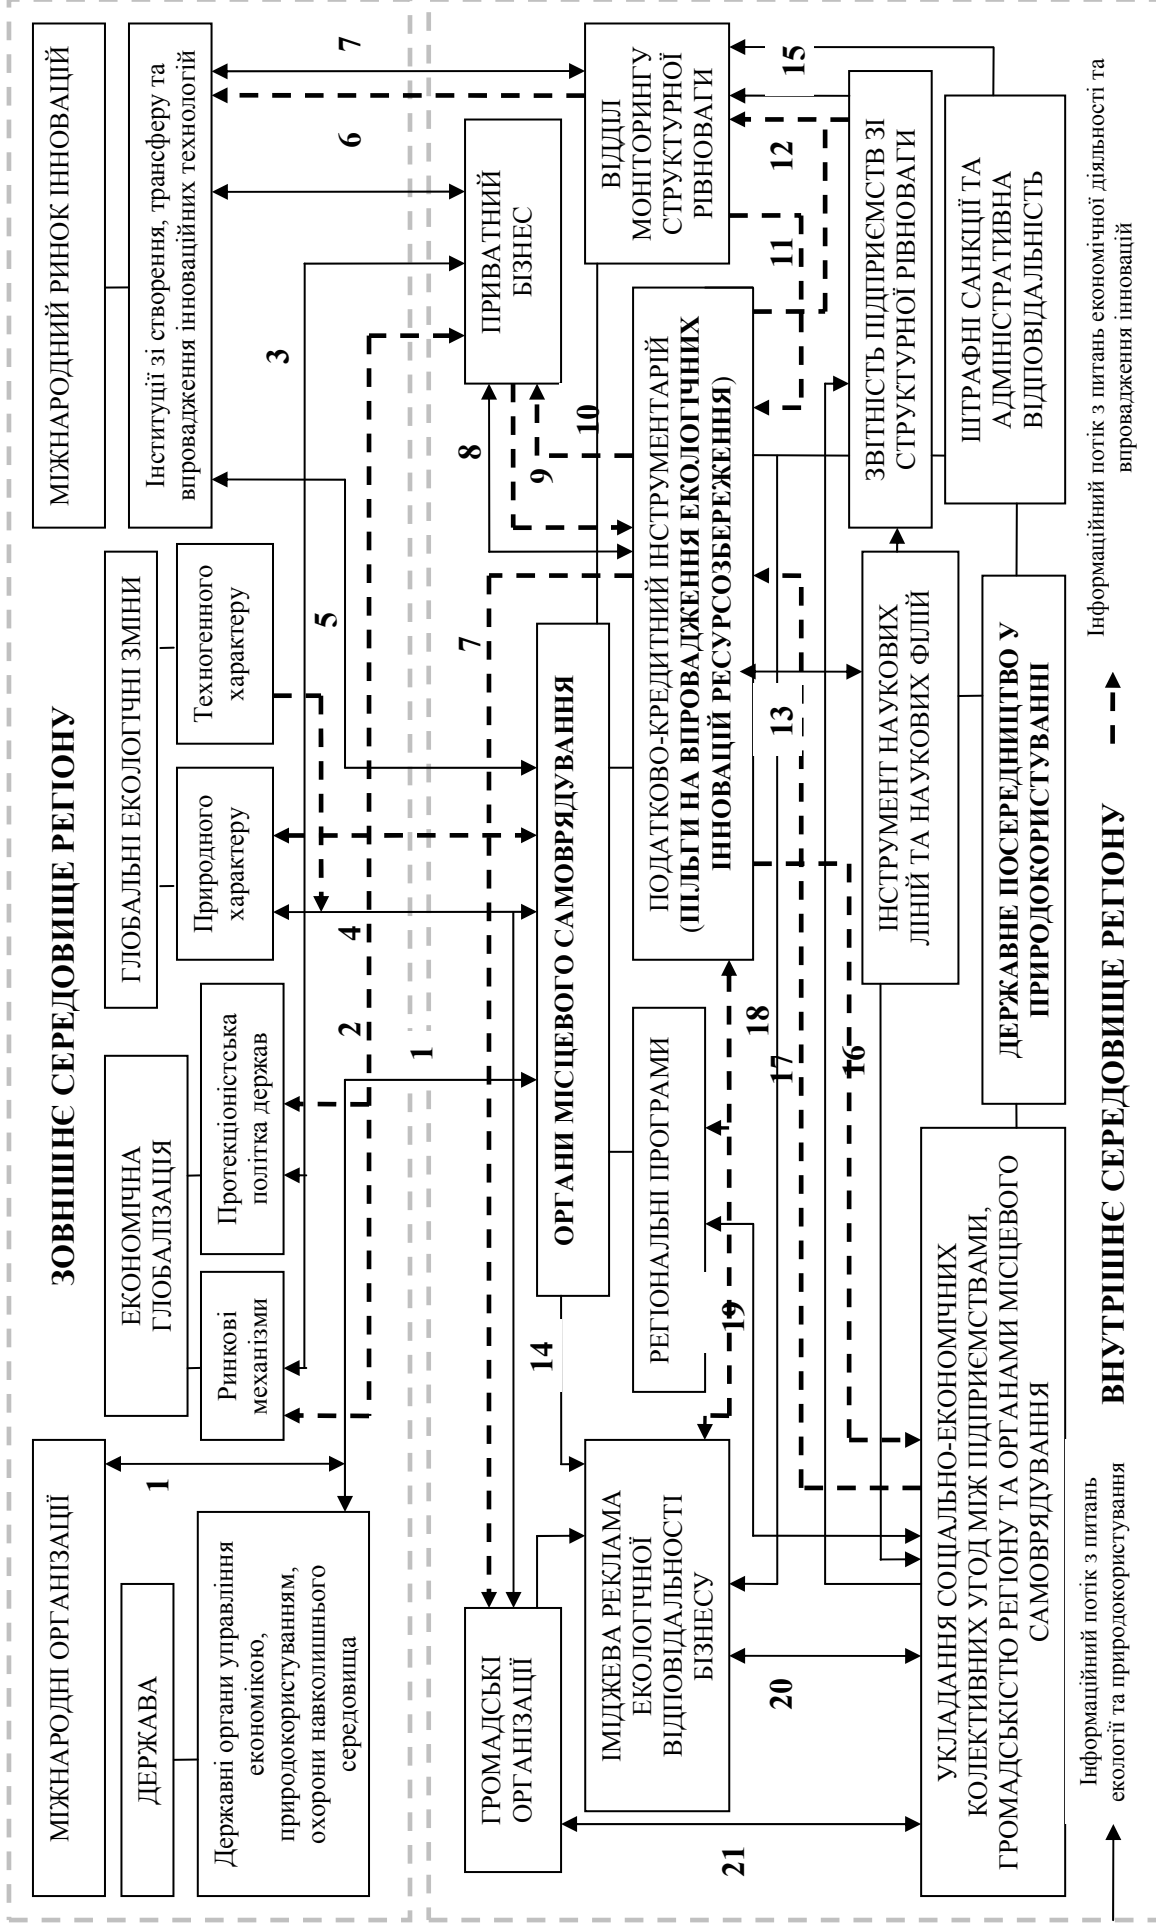 ЗОВНІШНЄ СЕРЕДОВИЩЕ РЕГІОНУ
МІЖНАРОДНІ ОРГАНІЗАЦІЇ
ДЕРЖАВА
Державні органи управління
економікою,
природокористуванням,
охорони навколишнього
середовища
1
ЕКОНОМІЧНА
ГЛОБАЛІЗАЦІЯ
Ринкові
механізми
Протекціоністська
політка держав
2
1
ГЛОБАЛЬНІ ЕКОЛОГІЧНІ ЗМІНИ
Природного
характеру
Техногенного
характеру
4
5
МІЖНАРОДНИЙ РИНОК ІННОВАЦІЙ
Інституції зі створення, трансферу та
впровадження інноваційних технологій
3
6
7
ГРОМАДСЬКІ
ОРГАНІЗАЦІЇ
ПРИВАТНИЙ
БІЗНЕС
7
8
9
10
14
ОРГАНИ МІСЦЕВОГО САМОВРЯДУВАННЯ
ІМІДЖЕВА РЕКЛАМА
ЕКОЛОГІЧНОЇ
ВІДПОВІДАЛЬНОСТІ
БІЗНЕСУ
РЕГІОНАЛЬНІ ПРОГРАМИ
ПОДАТКОВО-КРЕДИТНИЙ ІНСТРУМЕНТАРІЙ
(ПІЛЬГИ НА ВПРОВАДЖЕННЯ ЕКОЛОГІЧНИХ
ІННОВАЦІЙ РЕСУРСОЗБЕРЕЖЕННЯ)
ВІДДІЛ
МОНІТОРИНГУ
СТРУКТУРНОЇ
РІВНОВАГИ
21
20
19
18
17
16
13
11
12
15
ІНСТРУМЕНТ НАУКОВИХ
ЛІНІЙ ТА НАУКОВИХ ФІЛІЙ
ЗВІТНІСТЬ ПІДПРИЄМСТВ ЗІ
СТРУКТУРНОЇ РІВНОВАГИ
УКЛАДАННЯ СОЦІАЛЬНО-ЕКОНОМІЧНИХ
КОЛЕКТИВНИХ УГОД МІЖ ПІДПРИЄМСТВАМИ,
ГРОМАДСЬКІСТЮ РЕГІОНУ ТА ОРГАНАМИ МІСЦЕВОГО
САМОВРЯДУВАННЯ
ДЕРЖАВНЕ ПОСЕРЕДНИЦТВО У
ПРИРОДОКОРИСТУВАННІ
ШТРАФНІ САНКЦІЇ ТА
АДМІНІСТРАТИВНА
ВІДПОВІДАЛЬНІСТЬ
Інформаційний потік з питань
екології та природокористування
ВНУТРІШНЄ СЕРЕДОВИЩЕ РЕГІОНУ
Інформаційний потік з питань економічної діяльності та
впровадження інновацій